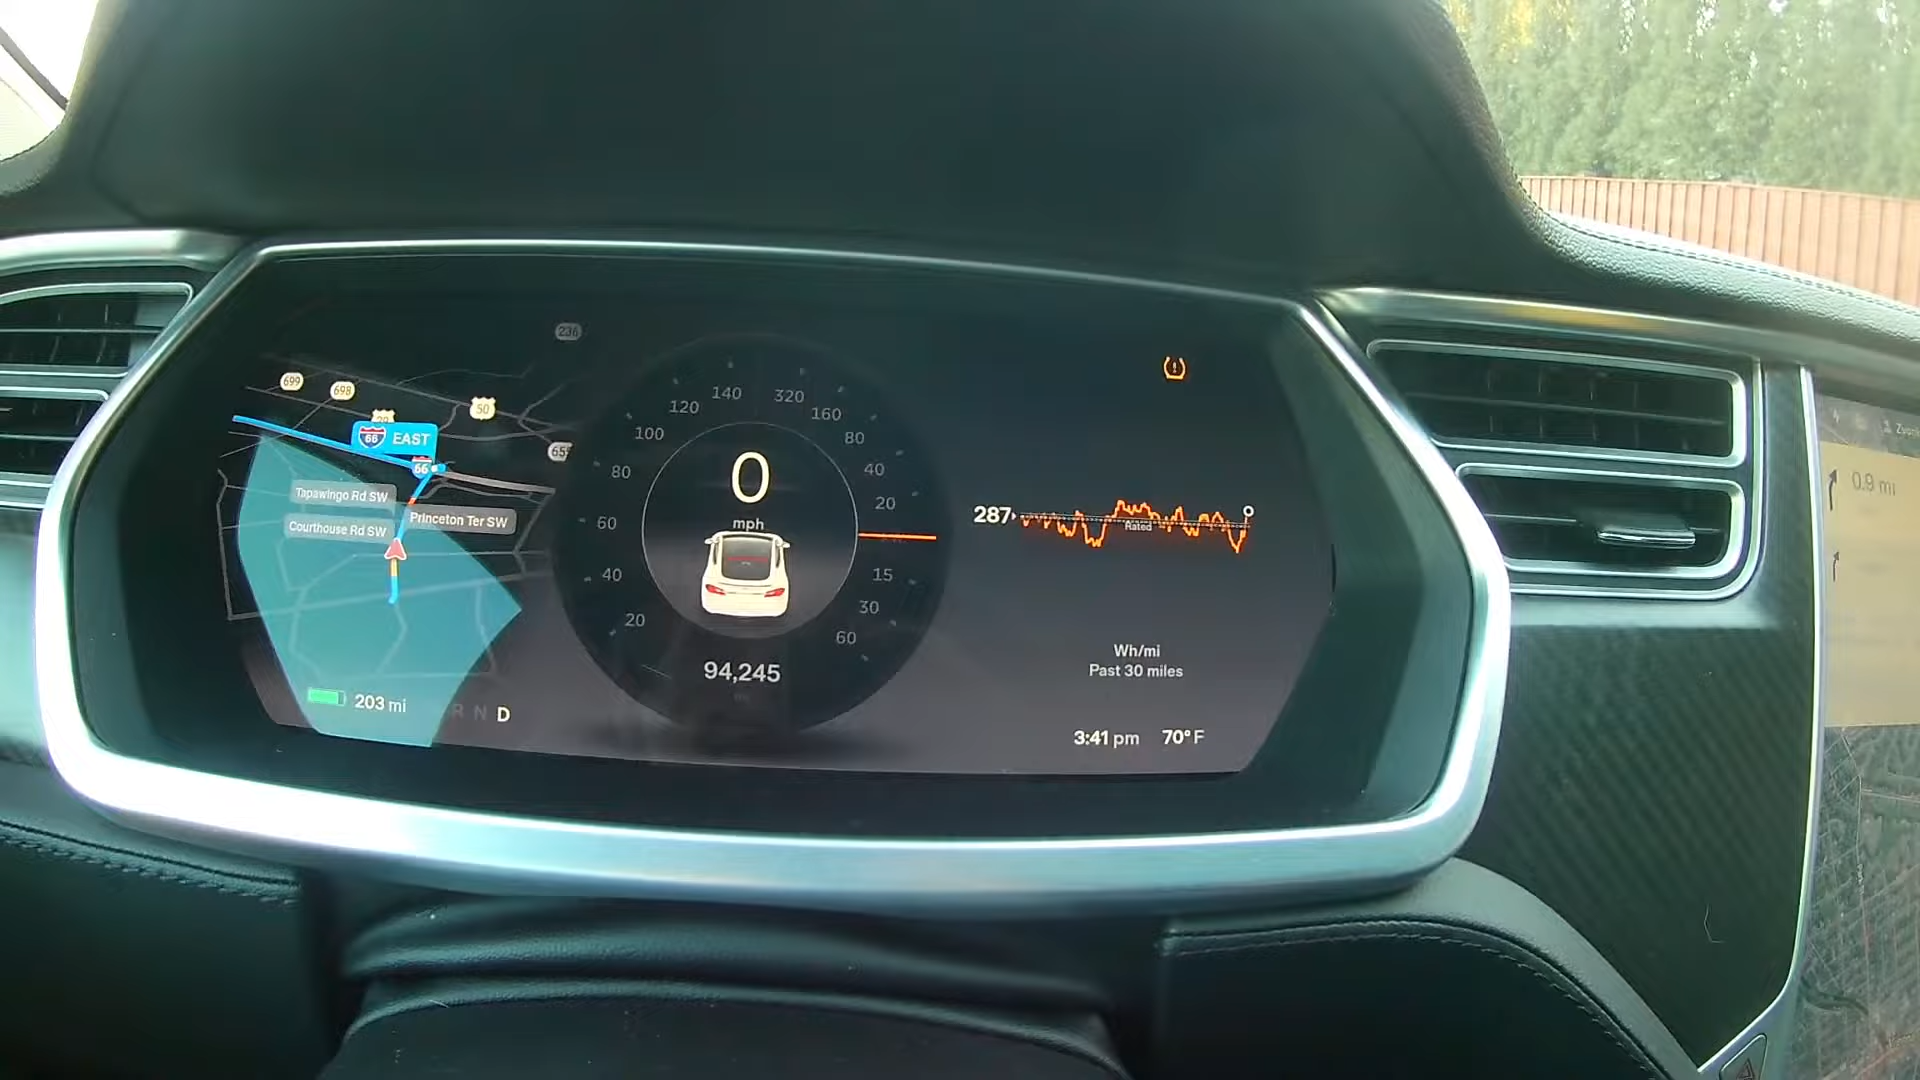 236
699
698
50
29
66 EAST
655
66
Tapawingo Rd SW
Princeton Ter SW
Courthouse Rd SW
203 mi
R N D
140
320
120
160
100
80
80
40
20
60
40
15
30
20
60
0
mph
94,245
287
Rated
Wh/mi
Past 30 miles
3:41 pm 70°F
0.9 mi